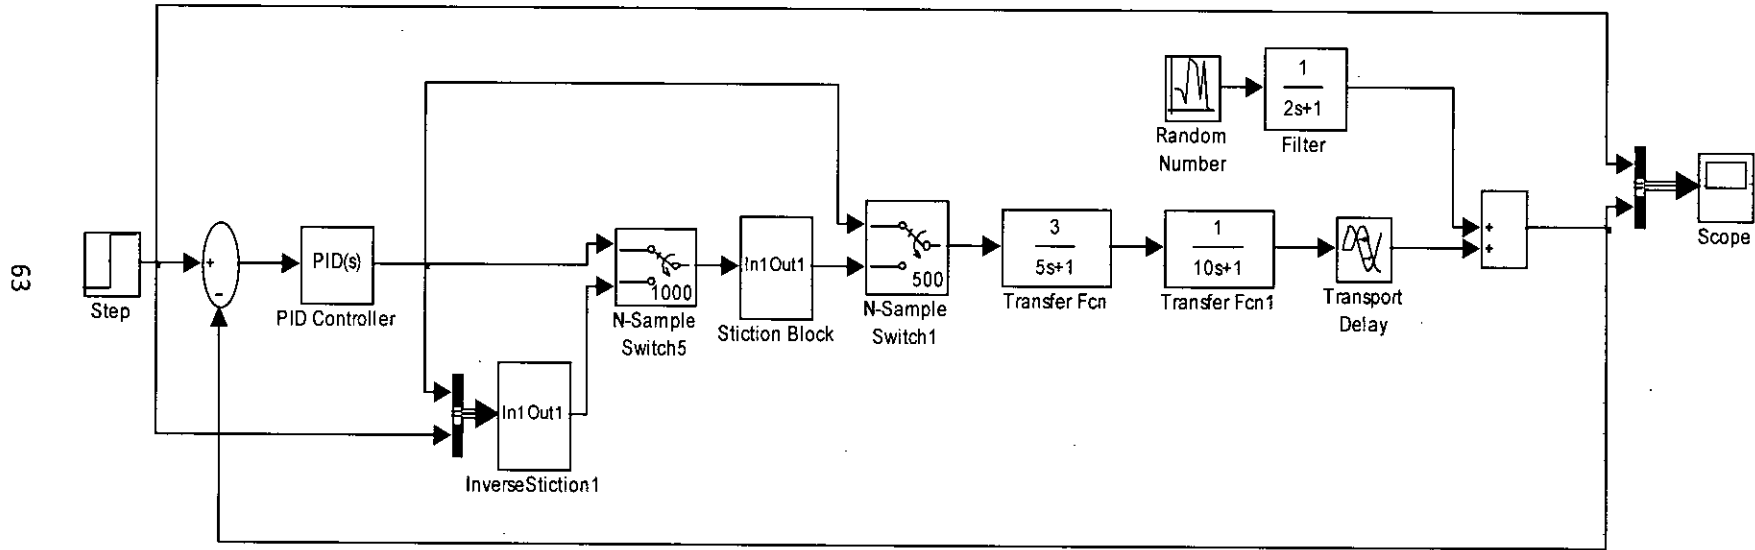 63
Step
+
−
PID(s)
PID Controller
In1 Out1
InverseStiction1
1000
N-Sample
Switch5
In1 Out1
Stiction Block
500
N-Sample
Switch1
3
5s+1
Transfer Fcn
1
10s+1
Transfer Fcn1
Transport
Delay
Random
Number
1
2s+1
Filter
+
+
Scope